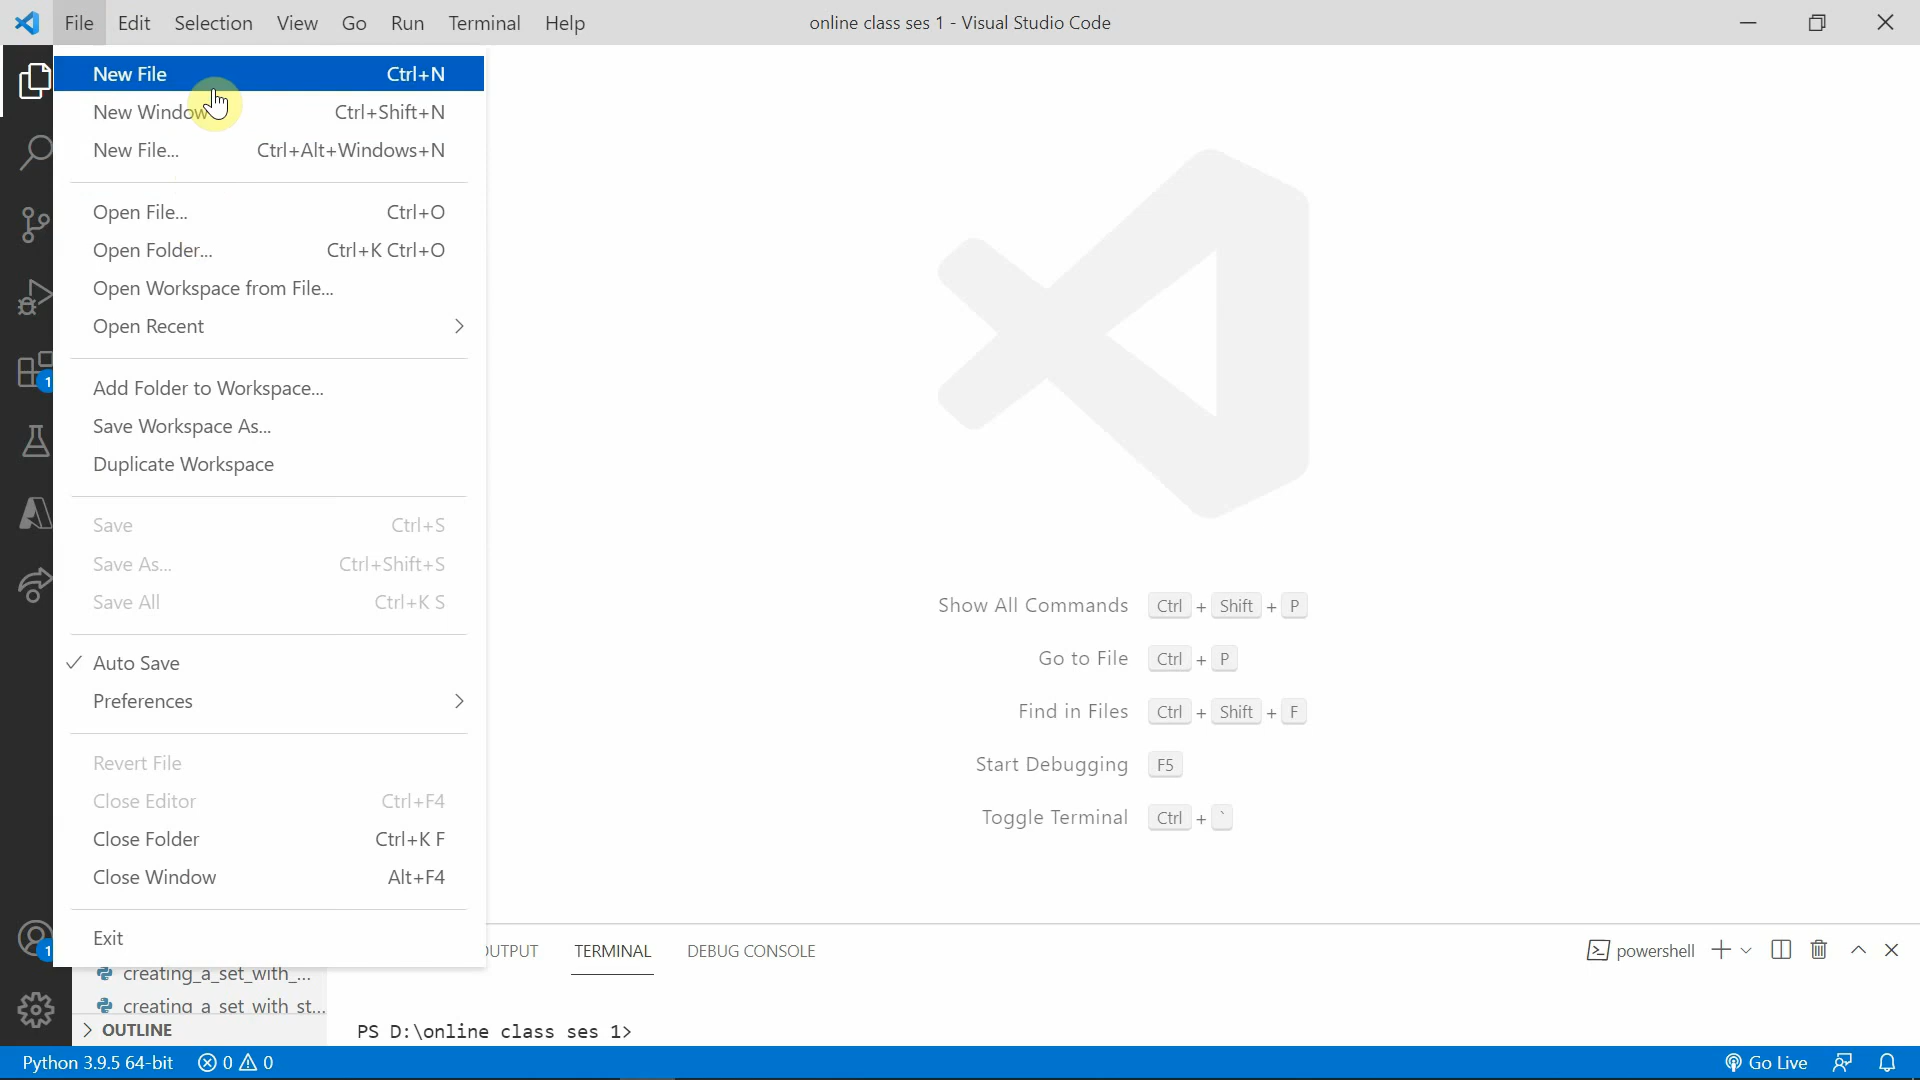 File Edit Selection View Go Run Terminal Help online class ses 1 - Visual Studio Code
New File Ctrl+N
New Window Ctrl+Shift+N
New File... Ctrl+Alt+Windows+N
Open File... Ctrl+O
Open Folder... Ctrl+K Ctrl+O
Open Workspace from File...
Open Recent
Add Folder to Workspace...
Save Workspace As...
Duplicate Workspace
Save Ctrl+S
Save As... Ctrl+Shift+S
Save All Ctrl+K S
Auto Save
Preferences
Revert File
Close Editor Ctrl+F4
Close Folder Ctrl+K F
Close Window Alt+F4
Exit
1
1
Show All Commands Ctrl + Shift + P
Go to File Ctrl + P
Find in Files Ctrl + Shift + F
Start Debugging F5
Toggle Terminal Ctrl + `
OUTPUT TERMINAL DEBUG CONSOLE powershell
creating_a_set_with_...
creating_a_set_with_st...
OUTLINE
PS D:\online class ses 1>
Python 3.9.5 64-bit 0 0 Go Live